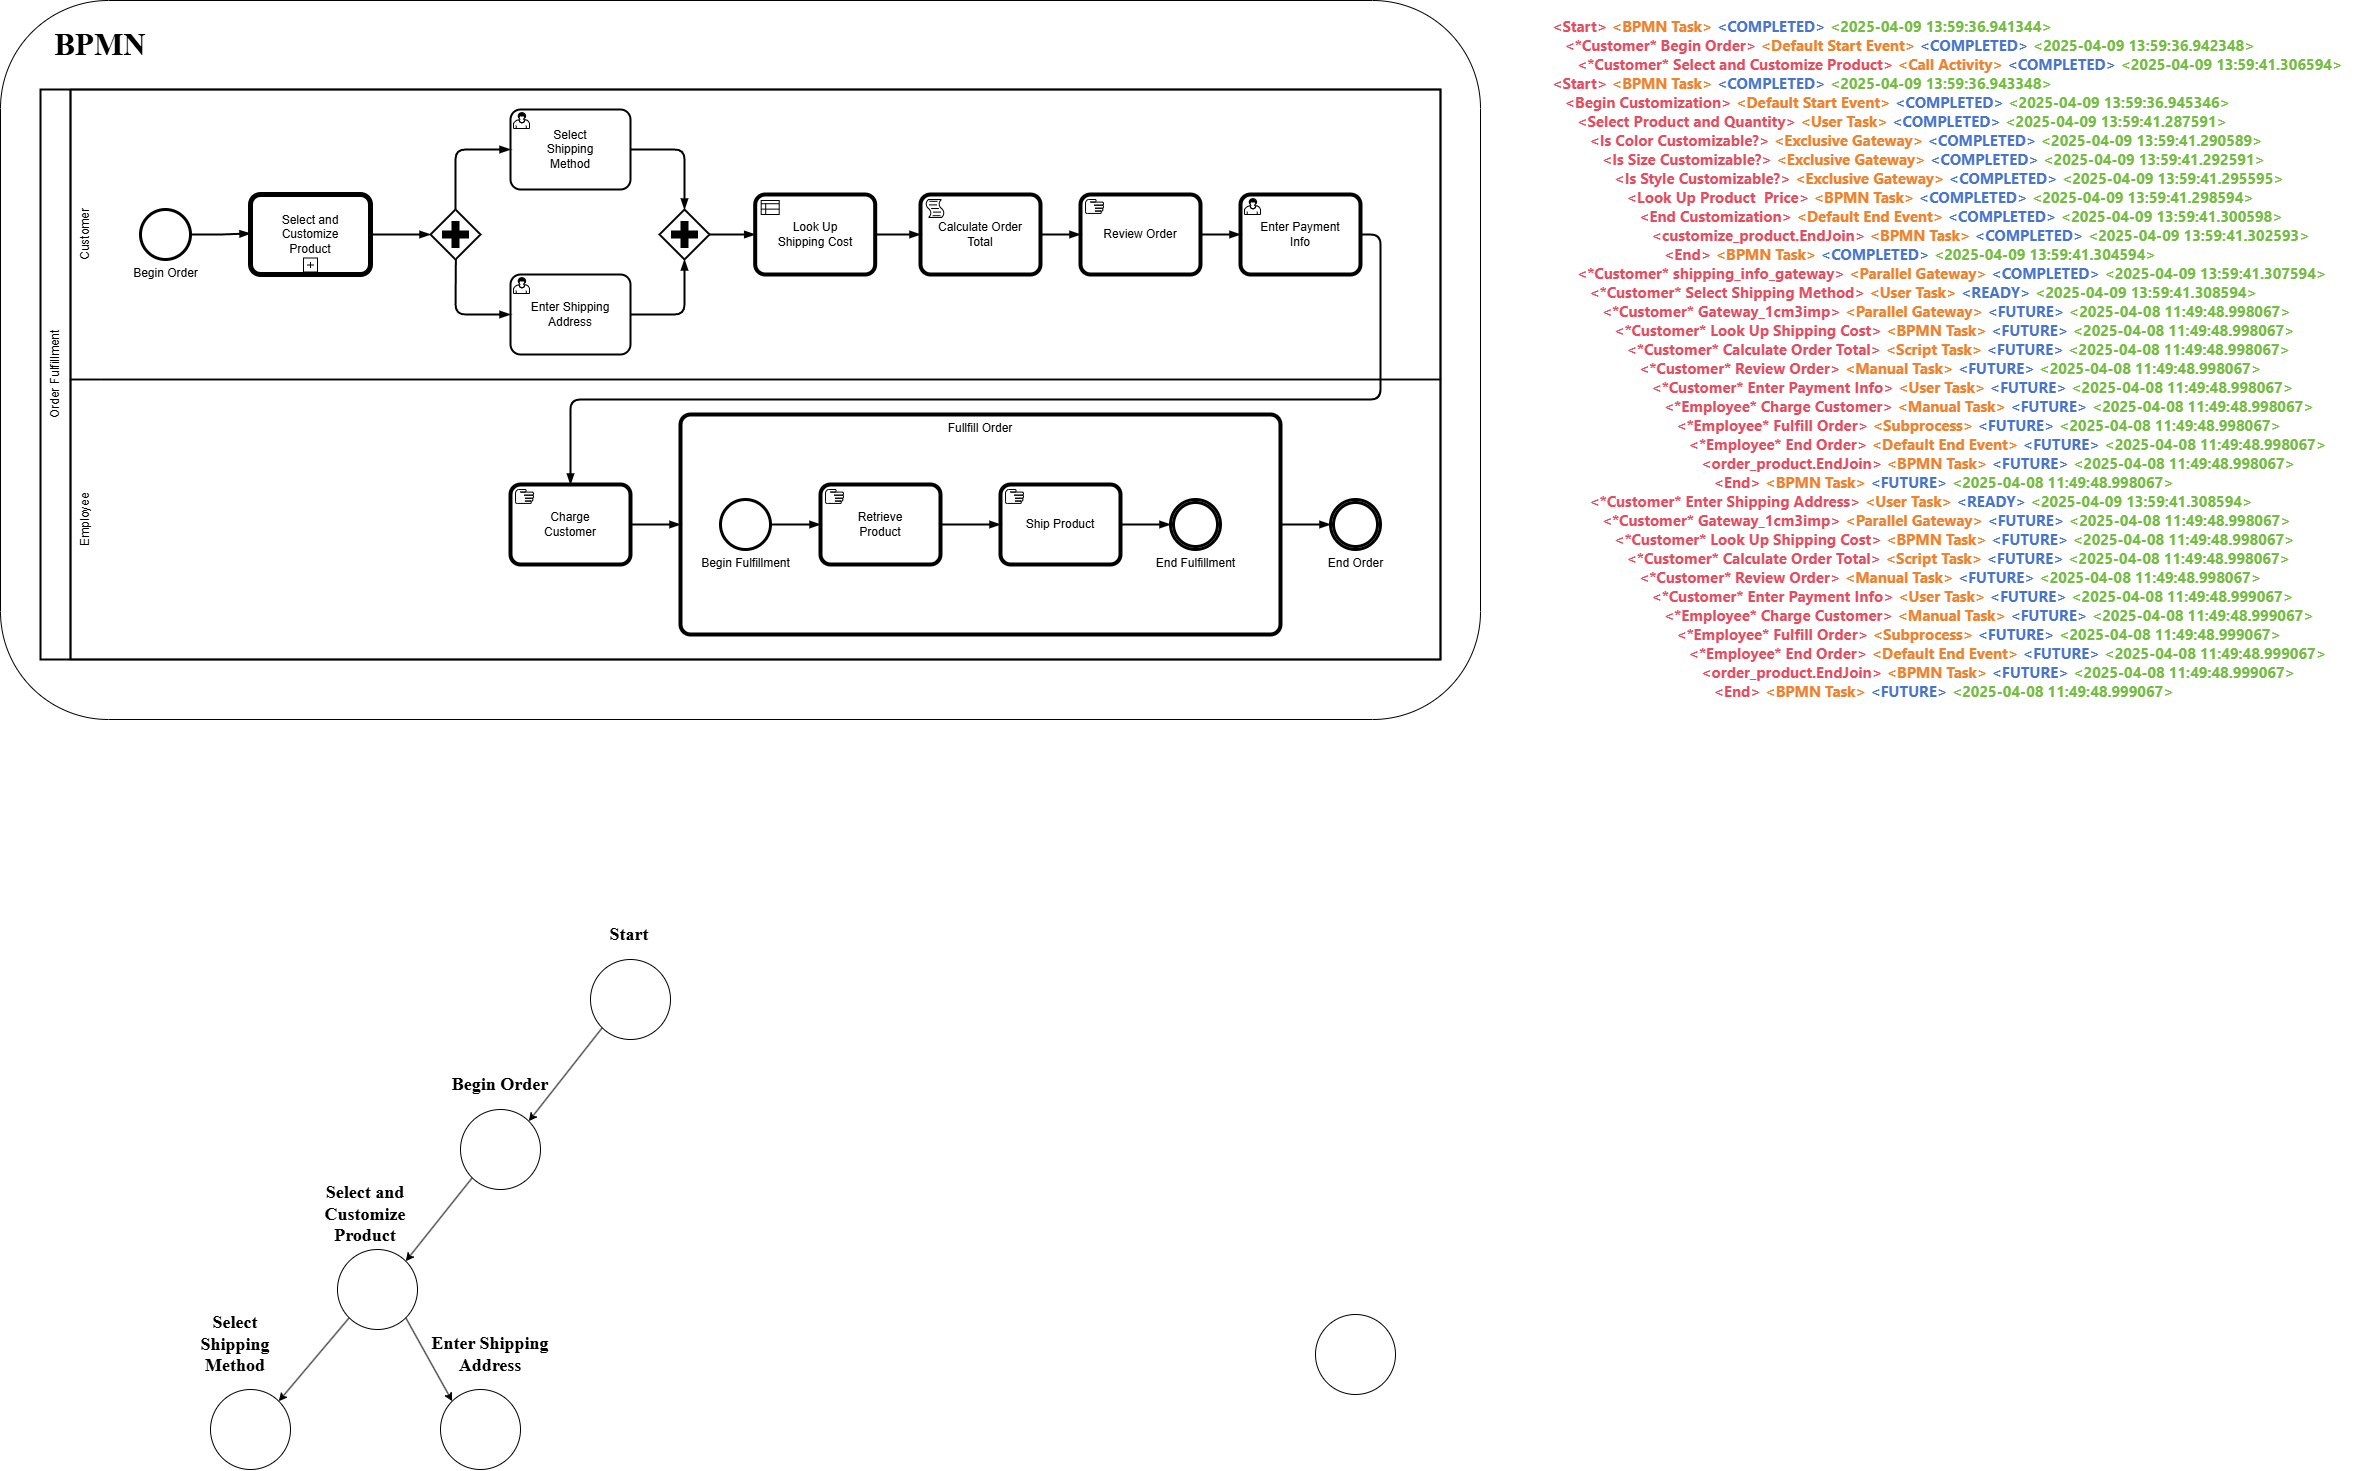 BPMN
Order Fulfillment
Customer
Begin Order
Select and
Customize
Product
Select
Shipping
Method
Enter Shipping
Address
Look Up
Shipping Cost
Calculate Order
Total
Review Order
Enter Payment
Info
Employee
Charge
Customer
Fullfill Order
Begin Fulfillment
Retrieve
Product
Ship Product
End Fulfillment
End Order
<Start> <BPMN Task> <COMPLETED> <2025-04-09 13:59:36.941344>
<*Customer* Begin Order> <Default Start Event> <COMPLETED> <2025-04-09 13:59:36.942348>
<*Customer* Select and Customize Product> <Call Activity> <COMPLETED> <2025-04-09 13:59:41.306594>
<Start> <BPMN Task> <COMPLETED> <2025-04-09 13:59:36.943348>
<Begin Customization> <Default Start Event> <COMPLETED> <2025-04-09 13:59:36.945346>
<Select Product and Quantity> <User Task> <COMPLETED> <2025-04-09 13:59:41.287591>
<Is Color Customizable?> <Exclusive Gateway> <COMPLETED> <2025-04-09 13:59:41.290589>
<Is Size Customizable?> <Exclusive Gateway> <COMPLETED> <2025-04-09 13:59:41.292591>
<Is Style Customizable?> <Exclusive Gateway> <COMPLETED> <2025-04-09 13:59:41.295595>
<Look Up Product  Price> <BPMN Task> <COMPLETED> <2025-04-09 13:59:41.298594>
<End Customization> <Default End Event> <COMPLETED> <2025-04-09 13:59:41.300598>
<customize_product.EndJoin> <BPMN Task> <COMPLETED> <2025-04-09 13:59:41.302593>
<End> <BPMN Task> <COMPLETED> <2025-04-09 13:59:41.304594>
<*Customer* shipping_info_gateway> <Parallel Gateway> <COMPLETED> <2025-04-09 13:59:41.307594>
<*Customer* Select Shipping Method> <User Task> <READY> <2025-04-09 13:59:41.308594>
<*Customer* Gateway_1cm3imp> <Parallel Gateway> <FUTURE> <2025-04-08 11:49:48.998067>
<*Customer* Look Up Shipping Cost> <BPMN Task> <FUTURE> <2025-04-08 11:49:48.998067>
<*Customer* Calculate Order Total> <Script Task> <FUTURE> <2025-04-08 11:49:48.998067>
<*Customer* Review Order> <Manual Task> <FUTURE> <2025-04-08 11:49:48.998067>
<*Customer* Enter Payment Info> <User Task> <FUTURE> <2025-04-08 11:49:48.998067>
<*Employee* Charge Customer> <Manual Task> <FUTURE> <2025-04-08 11:49:48.998067>
<*Employee* Fulfill Order> <Subprocess> <FUTURE> <2025-04-08 11:49:48.998067>
<*Employee* End Order> <Default End Event> <FUTURE> <2025-04-08 11:49:48.998067>
<order_product.EndJoin> <BPMN Task> <FUTURE> <2025-04-08 11:49:48.998067>
<End> <BPMN Task> <FUTURE> <2025-04-08 11:49:48.998067>
<*Customer* Enter Shipping Address> <User Task> <READY> <2025-04-09 13:59:41.308594>
<*Customer* Gateway_1cm3imp> <Parallel Gateway> <FUTURE> <2025-04-08 11:49:48.998067>
<*Customer* Look Up Shipping Cost> <BPMN Task> <FUTURE> <2025-04-08 11:49:48.998067>
<*Customer* Calculate Order Total> <Script Task> <FUTURE> <2025-04-08 11:49:48.998067>
<*Customer* Review Order> <Manual Task> <FUTURE> <2025-04-08 11:49:48.998067>
<*Customer* Enter Payment Info> <User Task> <FUTURE> <2025-04-08 11:49:48.999067>
<*Employee* Charge Customer> <Manual Task> <FUTURE> <2025-04-08 11:49:48.999067>
<*Employee* Fulfill Order> <Subprocess> <FUTURE> <2025-04-08 11:49:48.999067>
<*Employee* End Order> <Default End Event> <FUTURE> <2025-04-08 11:49:48.999067>
<order_product.EndJoin> <BPMN Task> <FUTURE> <2025-04-08 11:49:48.999067>
<End> <BPMN Task> <FUTURE> <2025-04-08 11:49:48.999067>
Start
Begin Order
Select and
Customize
Product
Select
Shipping
Method
Enter Shipping
Address